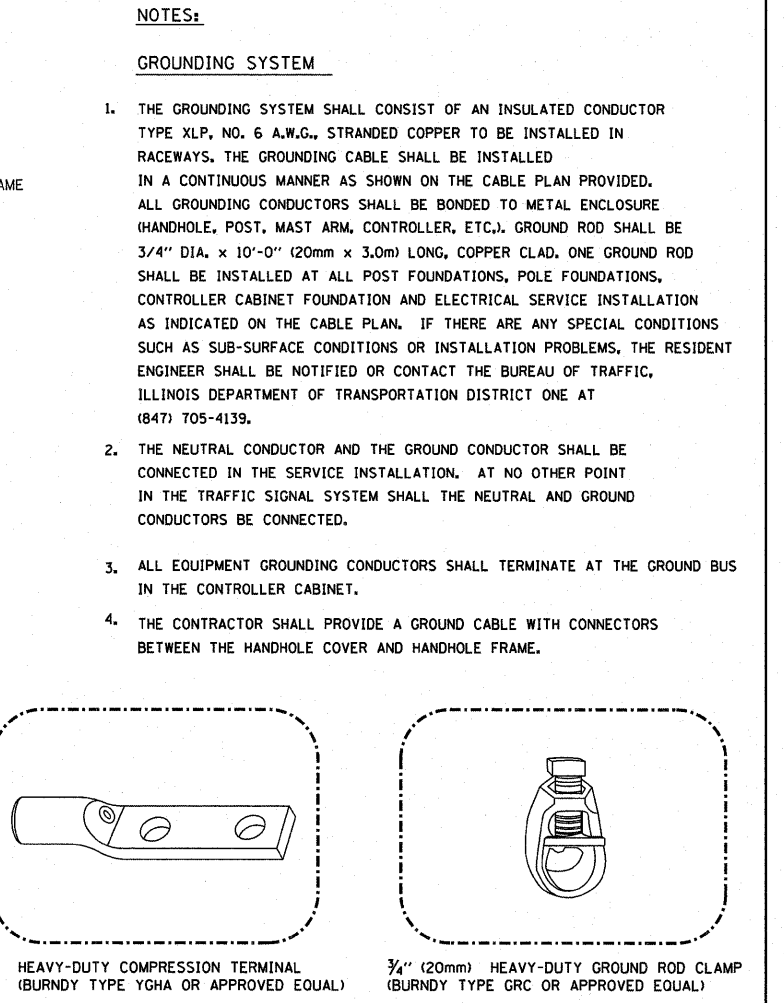 NOTES:
GROUNDING SYSTEM
1. THE GROUNDING SYSTEM SHALL CONSIST OF AN INSULATED CONDUCTOR
TYPE XLP, NO. 6 A.W.G., STRANDED COPPER TO BE INSTALLED IN
RACEWAYS. THE GROUNDING CABLE SHALL BE INSTALLED
IN A CONTINUOUS MANNER AS SHOWN ON THE CABLE PLAN PROVIDED.
ALL GROUNDING CONDUCTORS SHALL BE BONDED TO METAL ENCLOSURE
(HANDHOLE, POST, MAST ARM, CONTROLLER, ETC,). GROUND ROD SHALL BE
3/4'' DIA. x 10'-0'' (20mm x 3.0m) LONG, COPPER CLAD. ONE GROUND ROD
SHALL BE INSTALLED AT ALL POST FOUNDATIONS, POLE FOUNDATIONS,
CONTROLLER CABINET FOUNDATION AND ELECTRICAL SERVICE INSTALLATION
AS INDICATED ON THE CABLE PLAN. IF THERE ARE ANY SPECIAL CONDITIONS
SUCH AS SUB-SURFACE CONDITIONS OR INSTALLATION PROBLEMS, THE RESIDENT
ENGINEER SHALL BE NOTIFIED OR CONTACT THE BUREAU OF TRAFFIC,
ILLINOIS DEPARTMENT OF TRANSPORTATION DISTRICT ONE AT
(847) 705-4139.
2. THE NEUTRAL CONDUCTOR AND THE GROUND CONDUCTOR SHALL BE
CONNECTED IN THE SERVICE INSTALLATION. AT NO OTHER POINT
IN THE TRAFFIC SIGNAL SYSTEM SHALL THE NEUTRAL AND GROUND
CONDUCTORS BE CONNECTED.
3. ALL EQUIPMENT GROUNDING CONDUCTORS SHALL TERMINATE AT THE GROUND BUS
IN THE CONTROLLER CABINET.
4. THE CONTRACTOR SHALL PROVIDE A GROUND CABLE WITH CONNECTORS
BETWEEN THE HANDHOLE COVER AND HANDHOLE FRAME.
HEAVY-DUTY COMPRESSION TERMINAL
(BURNDY TYPE YGHA OR APPROVED EQUAL)
3/4'' (20mm) HEAVY-DUTY GROUND ROD CLAMP
(BURNDY TYPE GRC OR APPROVED EQUAL)